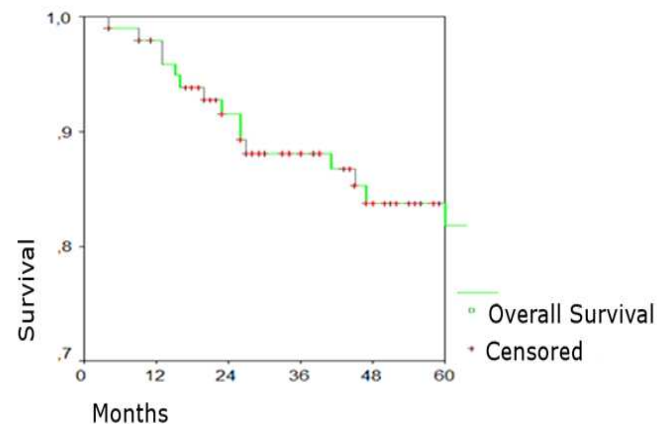 1,0
,9
,8
,7
Survival
0 12 24 36 48 60
Months
Overall Survival
Censored